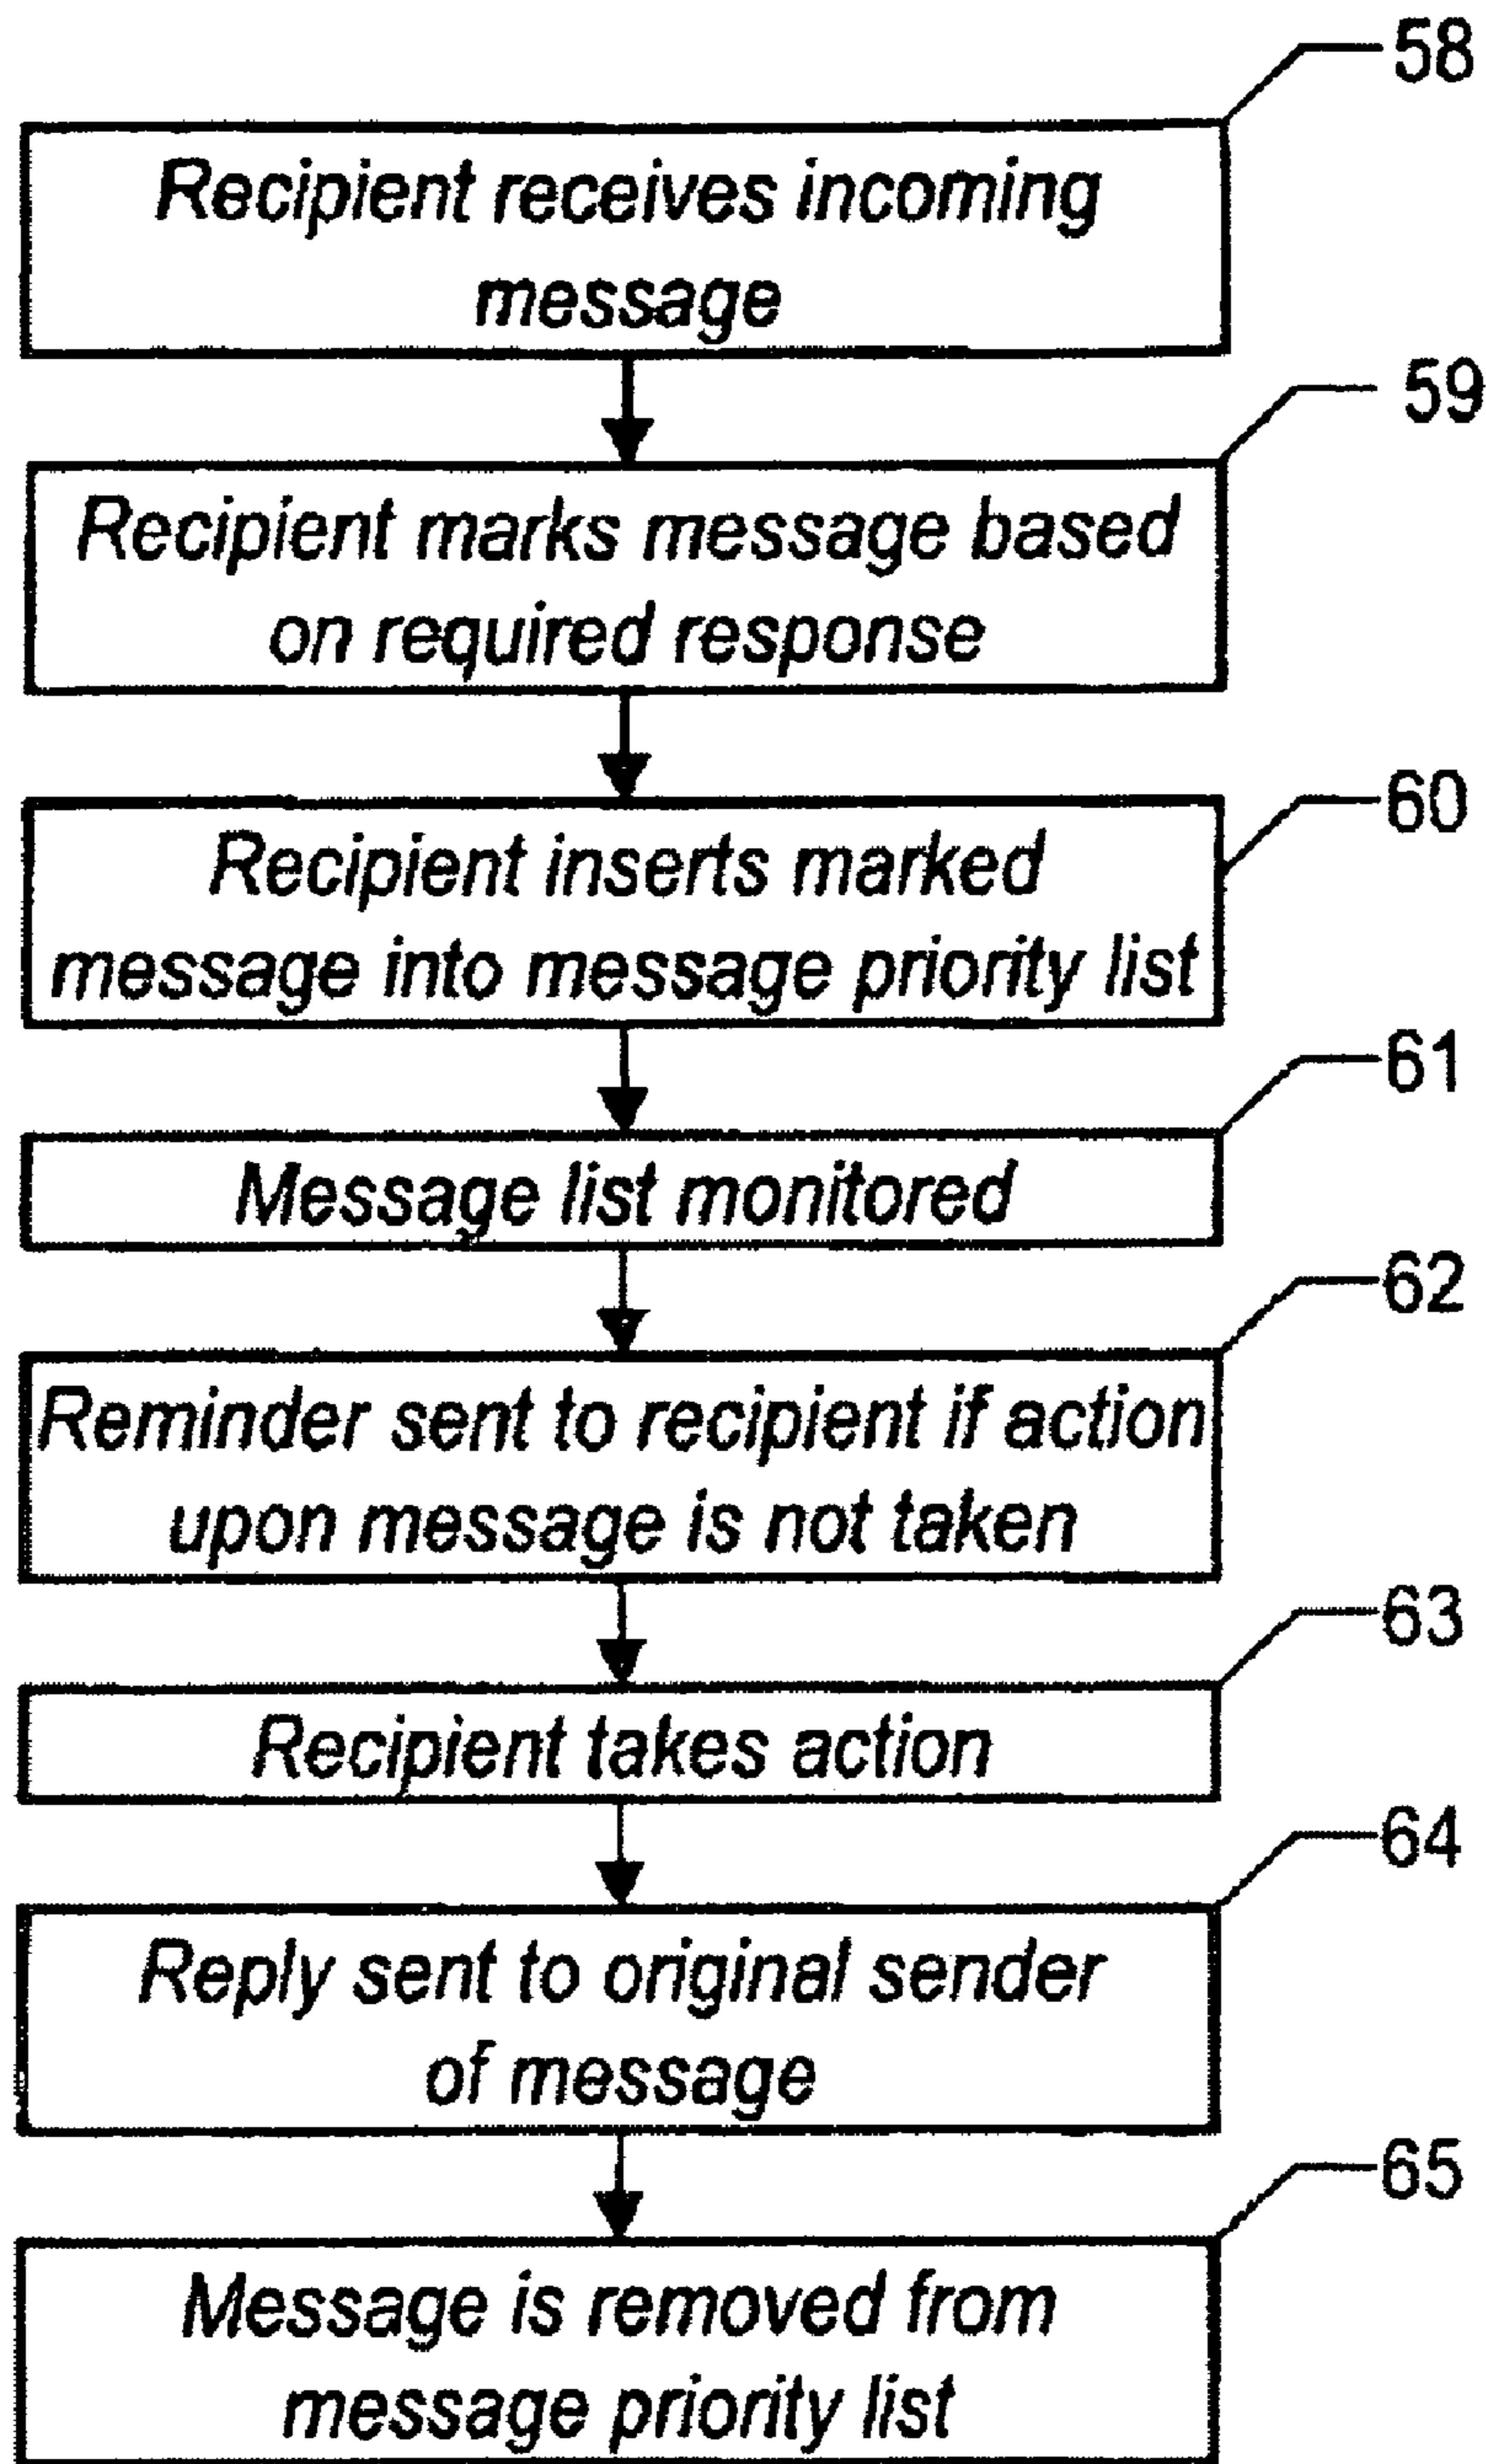 58
Recipient receives incoming
message
59
Recipient marks message based
on required response
60
Recipient inserts marked
message into message priority list
61
Message list monitored
62
Reminder sent to recipient if action
upon message is not taken
63
Recipient takes action
64
Reply sent to original sender
of message
65
Message is removed from
message priority list